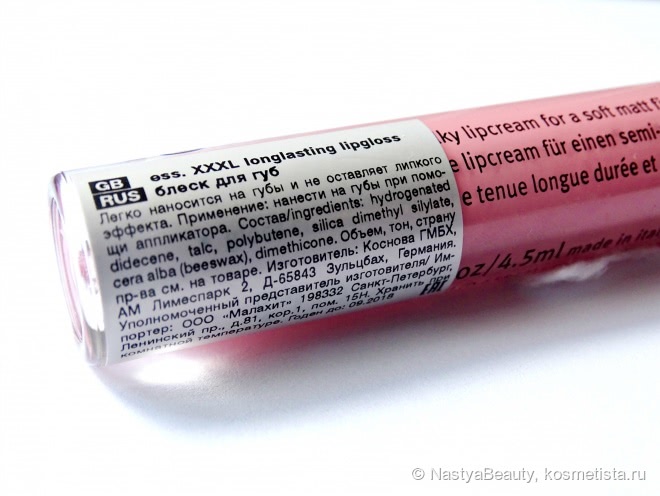 GB
RUS
ess. XXXL longlasting lipgloss
блеск для губ
Легко наносится на губы и не оставляет липкого
эффекта. Применение: нанести на губы при помо-
щи аппликатора. Состав/ingredients: hydrogenated
didecene, talc, polybutene, silica dimethyl silylate,
cera alba (beeswax), dimethicone. Объем, тон, страну
пр-ва см. на товаре. Изготовитель: Коснова ГМБХ,
АМ Лимеспарк 2, Д-65843 Зульцбах, Германия.
Уполномоченный представитель изготовителя/ Им-
портер: ООО "Малахит" 198332 Санкт-Петербург,
Ленинский пр., д.81, кор.1, пом. 15Н. Хранить при
комнатной температуре. Годен до: 09.2018
EAC
ky lipcream for a soft matt fi
e lipcream für einen semi-
e tenue longue durée et
oz/4.5ml made in ital
© NastyaBeauty, kosmetista.ru